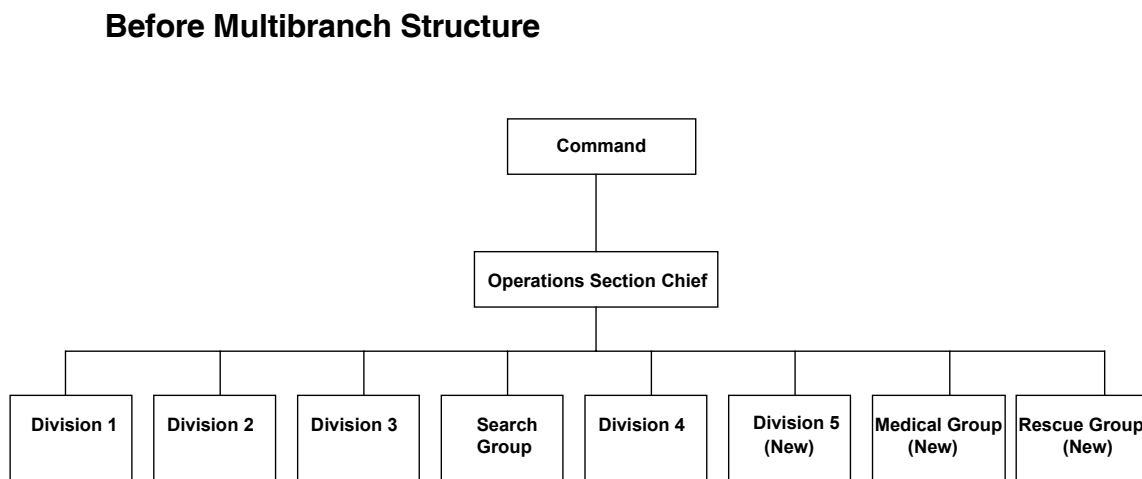 Before Multibranch Structure
Command
Operations Section Chief
Division 1
Division 2
Division 3
Search
Group
Division 4
Division 5
(New)
Medical Group
(New)
Rescue Group
(New)